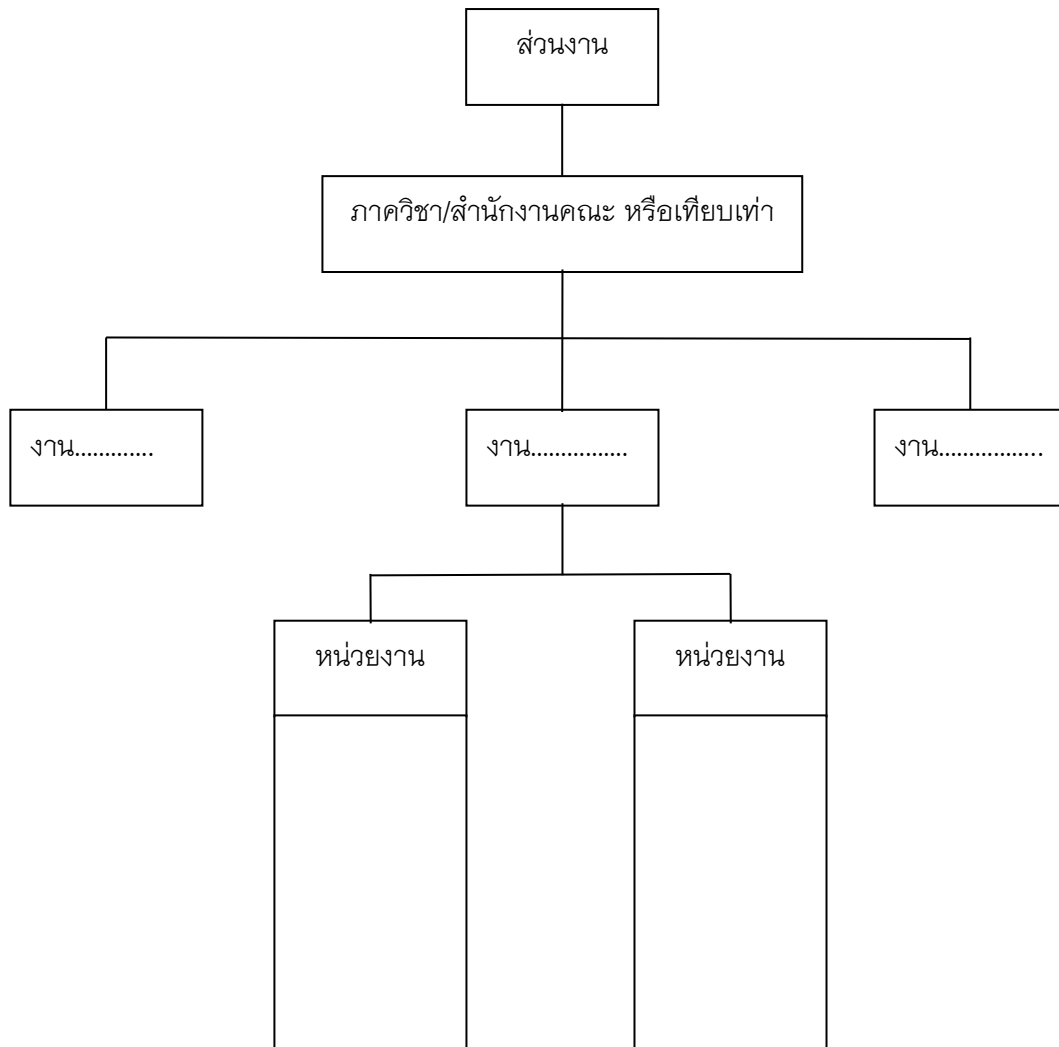 ส่วนงาน
ภาควิชา/สำนักงานคณะ หรือเทียบเท่า
งาน.............
งาน................
งาน.................
หน่วยงาน
หน่วยงาน